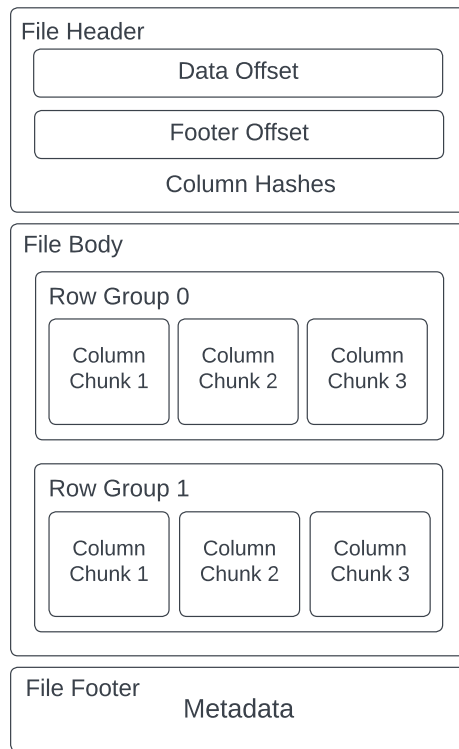 File Header
Data Offset
Footer Offset
Column Hashes
File Body
Row Group 0
Column
Chunk 1
Column
Chunk 2
Column
Chunk 3
Row Group 1
Column
Chunk 1
Column
Chunk 2
Column
Chunk 3
File Footer
Metadata